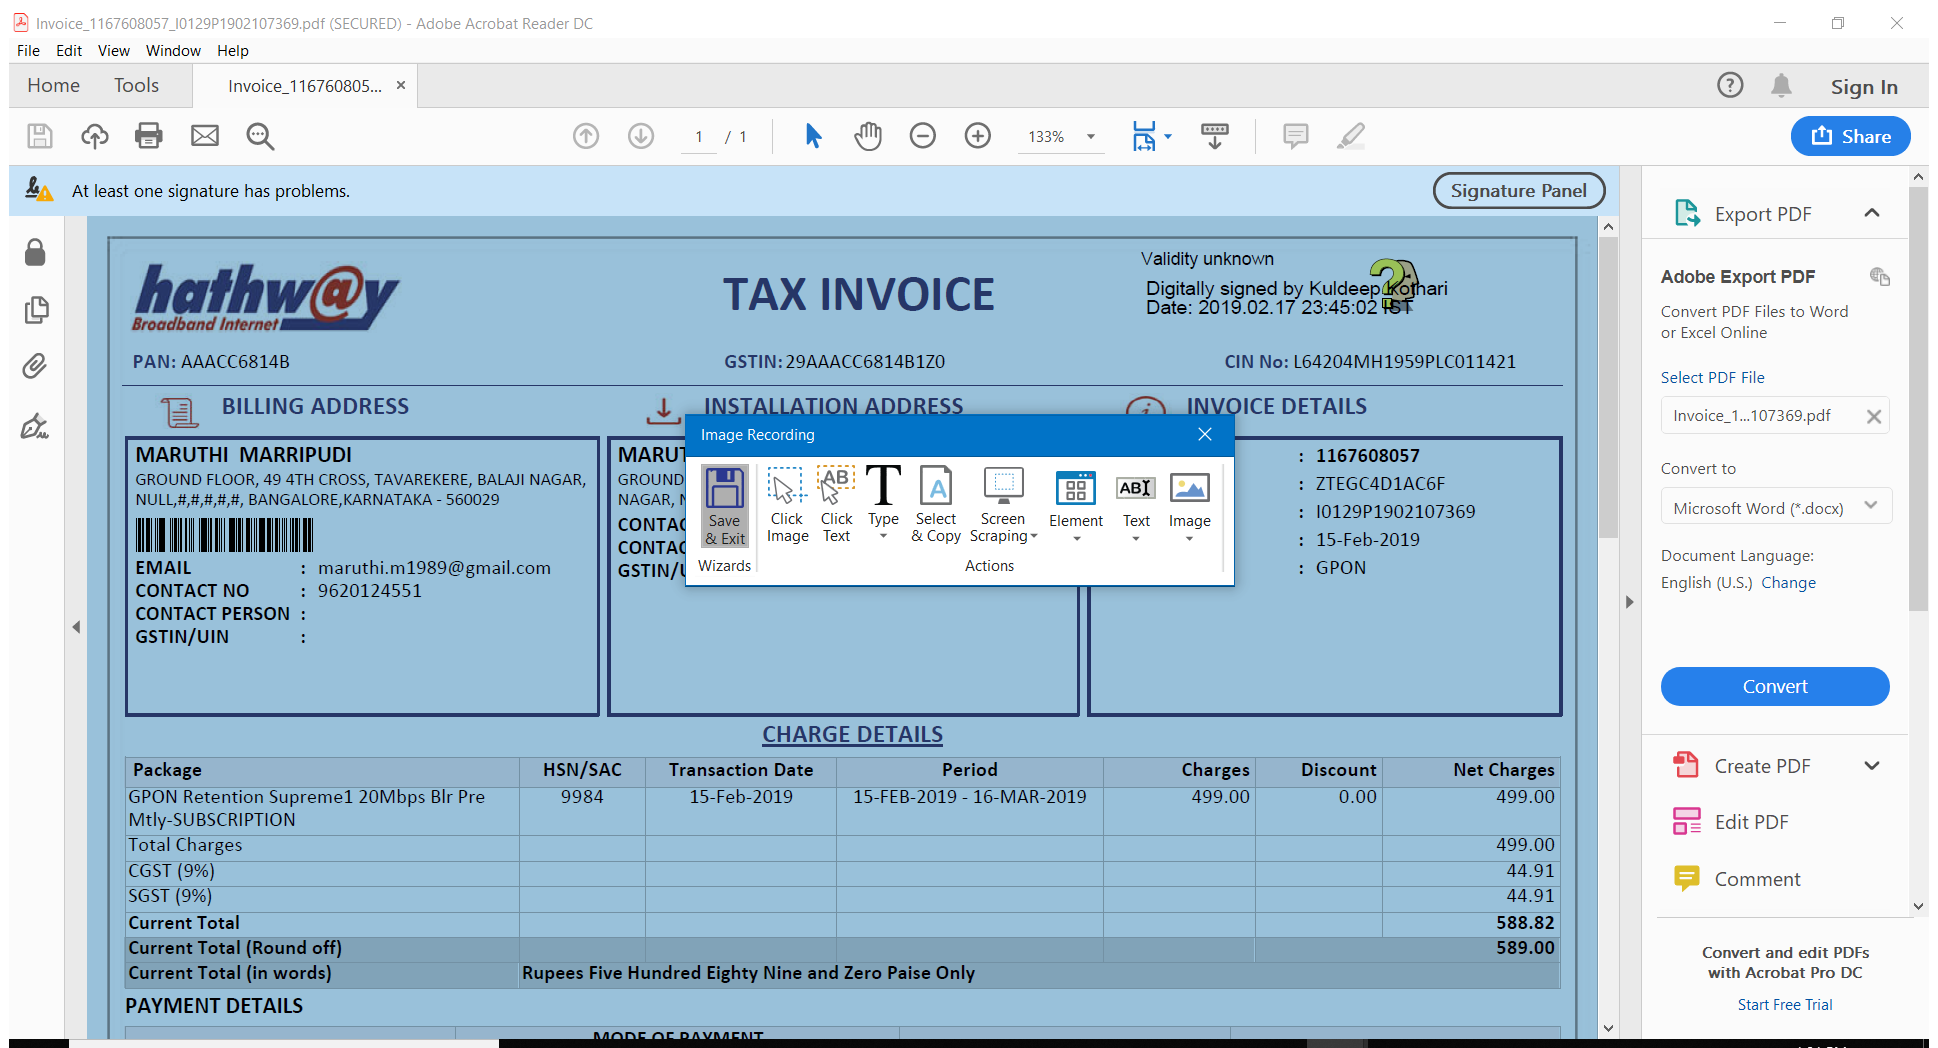 Invoice_1167608057_I0129P1902107369.pdf (SECURED) - Adobe Acrobat Reader DC
File Edit View Window Help
Home Tools Invoice_116760805... × Sign In
1 / 1 133% Share
At least one signature has problems. Signature Panel
hathw@y
Broadband Internet
TAX INVOICE
Validity unknown
Digitally signed by Kuldeep Kothari
Date: 2019.02.17 23:45:02 IST
PAN: AAACC6814B GSTIN: 29AAACC6814B1Z0 CIN No: L64204MH1959PLC011421
BILLING ADDRESS INSTALLATION ADDRESS INVOICE DETAILS
MARUTHI MARRIPUDI
GROUND FLOOR, 49 4TH CROSS, TAVAREKERE, BALAJI NAGAR,
NULL,#,#,#,#,#, BANGALORE,KARNATAKA - 560029
EMAIL : maruthi.m1989@gmail.com
CONTACT NO : 9620124551
CONTACT PERSON :
GSTIN/UIN :
MARUT
GROUND
NAGAR, N
CONTAC
CONTAC
GSTIN/U
: 1167608057
: ZTEGC4D1AC6F
: I0129P1902107369
: 15-Feb-2019
: GPON
Image Recording
Save & Exit
Click Image
Click Text
Type
Select & Copy
Screen Scraping
Element
Text
Image
Wizards Actions
CHARGE DETAILS
Package HSN/SAC Transaction Date Period Charges Discount Net Charges
GPON Retention Supreme1 20Mbps Blr Pre 9984 15-Feb-2019 15-FEB-2019 - 16-MAR-2019 499.00 0.00 499.00
Mtly-SUBSCRIPTION
Total Charges 499.00
CGST (9%) 44.91
SGST (9%) 44.91
Current Total 588.82
Current Total (Round off) 589.00
Current Total (in words) Rupees Five Hundred Eighty Nine and Zero Paise Only
PAYMENT DETAILS
MODE OF PAYMENT
Export PDF
Adobe Export PDF
Convert PDF Files to Word
or Excel Online
Select PDF File
Invoice_1...107369.pdf
Convert to
Microsoft Word (*.docx)
Document Language:
English (U.S.) Change
Convert
Create PDF
Edit PDF
Comment
Convert and edit PDFs
with Acrobat Pro DC
Start Free Trial